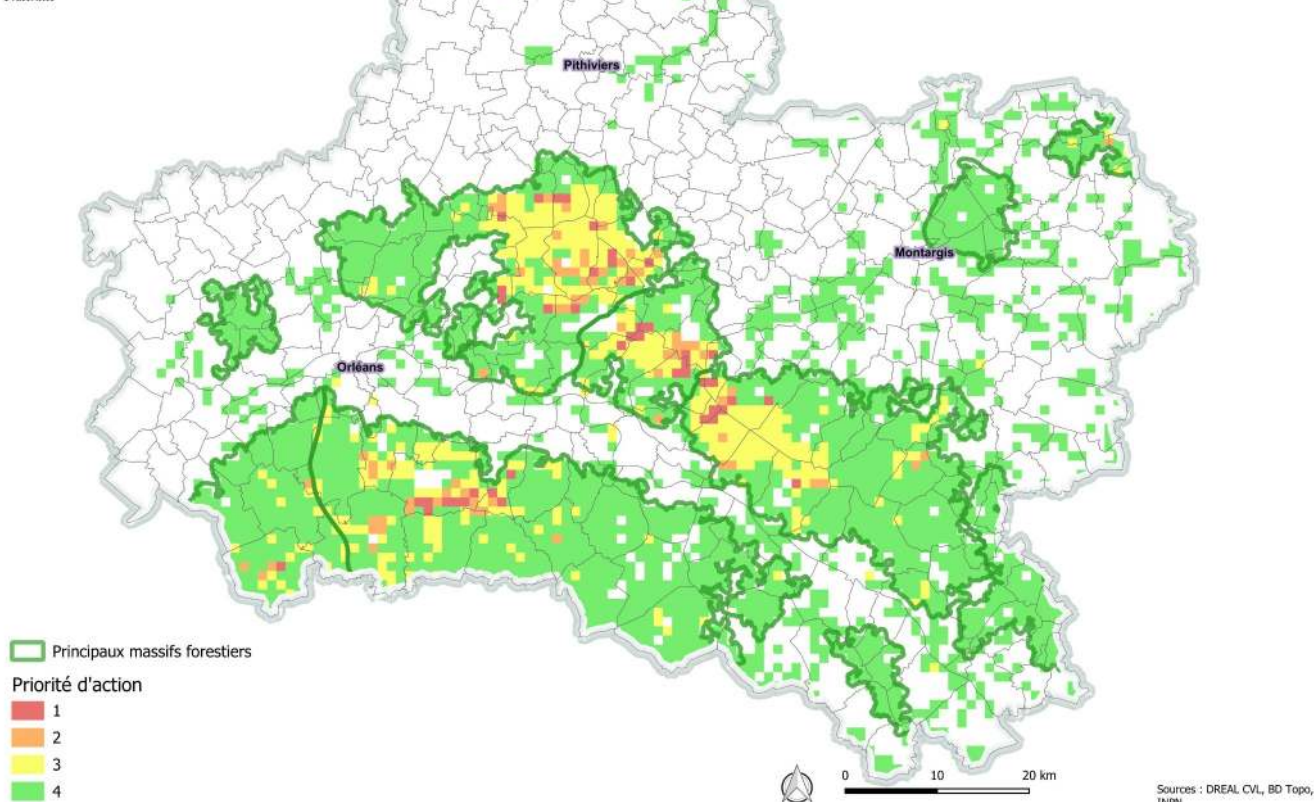 Pithiviers
Montargis
Orléans
Principaux massifs forestiers
Priorité d'action
1
2
3
4
0 10 20 km
Sources : DREAL CVL, BD Topo,
INPN